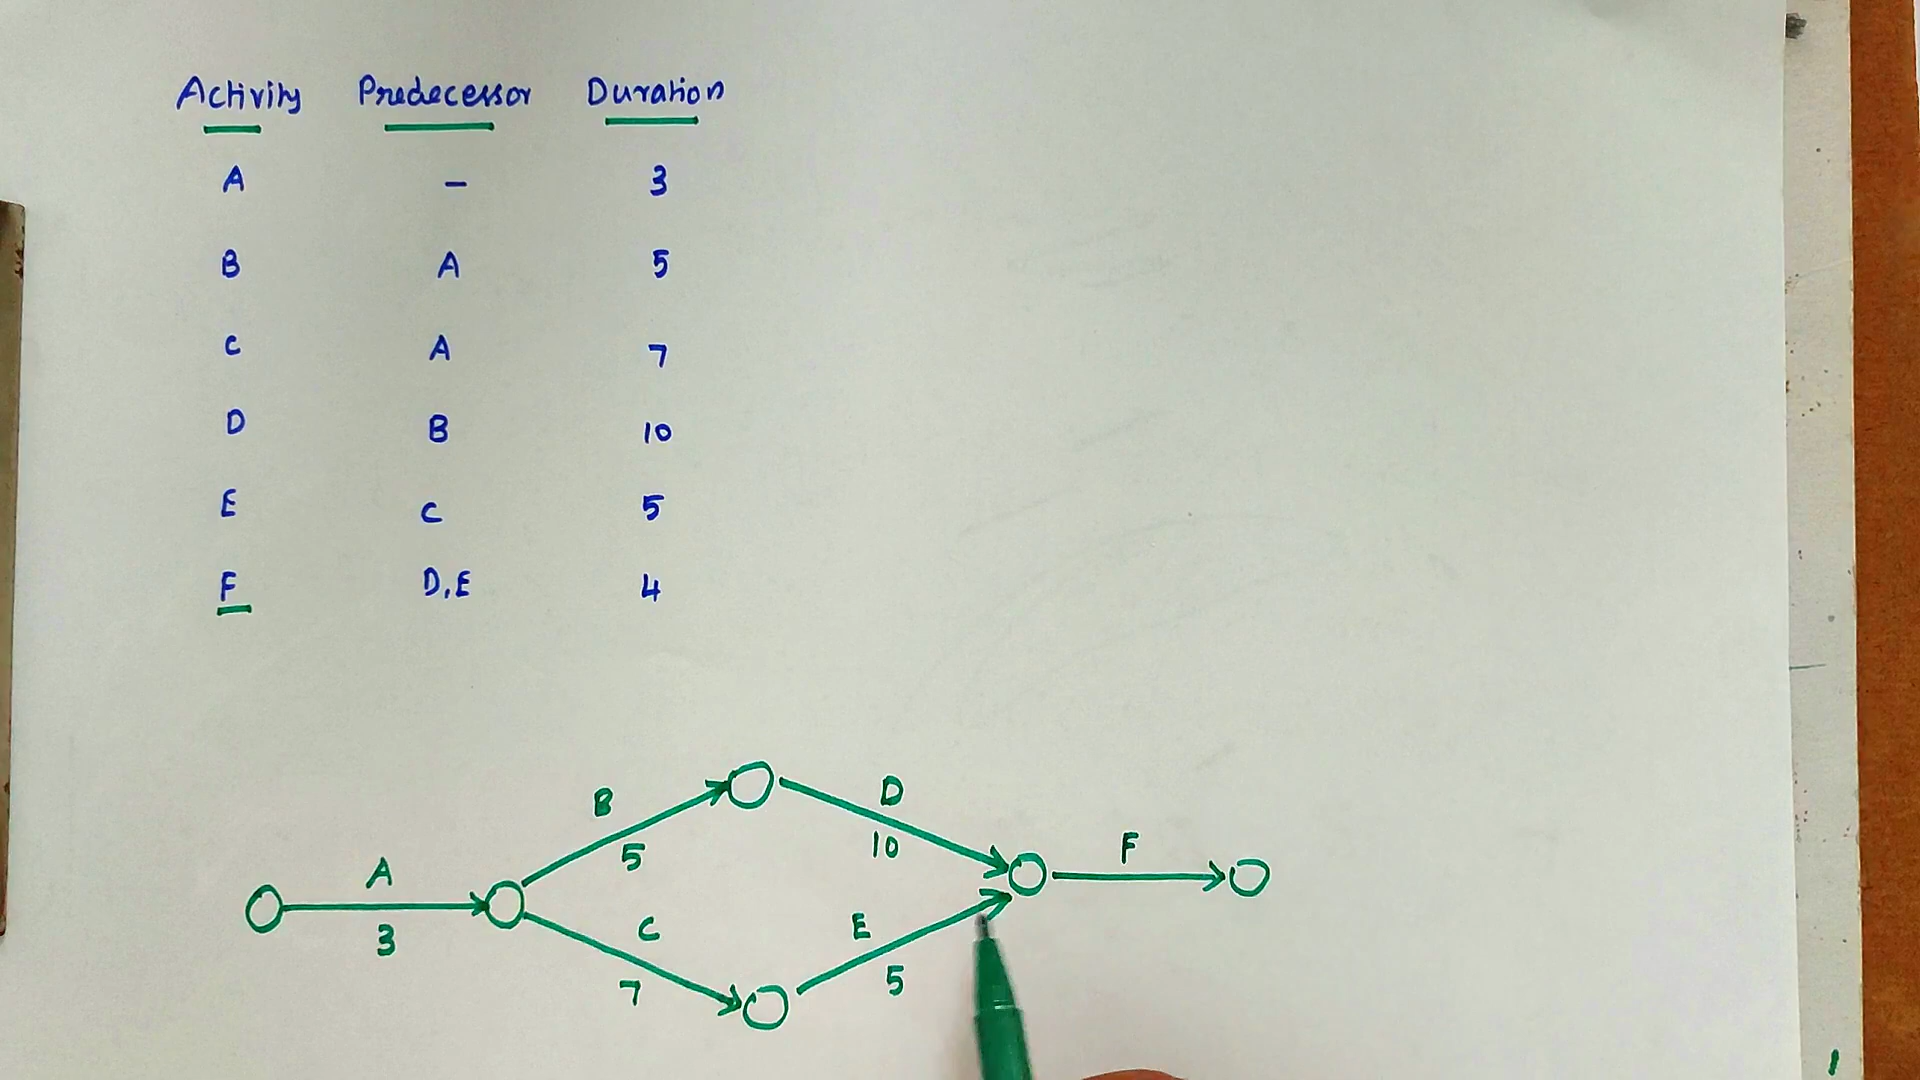 Activity Predecessor Duration
A - 3
B A 5
C A 7
D B 10
E C 5
F D,E 4
B
D
5
10
F
A
3
C
E
7
5